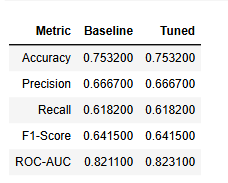 Metric Baseline Tuned
Accuracy 0.753200 0.753200
Precision 0.666700 0.666700
Recall 0.618200 0.618200
F1-Score 0.641500 0.641500
ROC-AUC 0.821100 0.823100